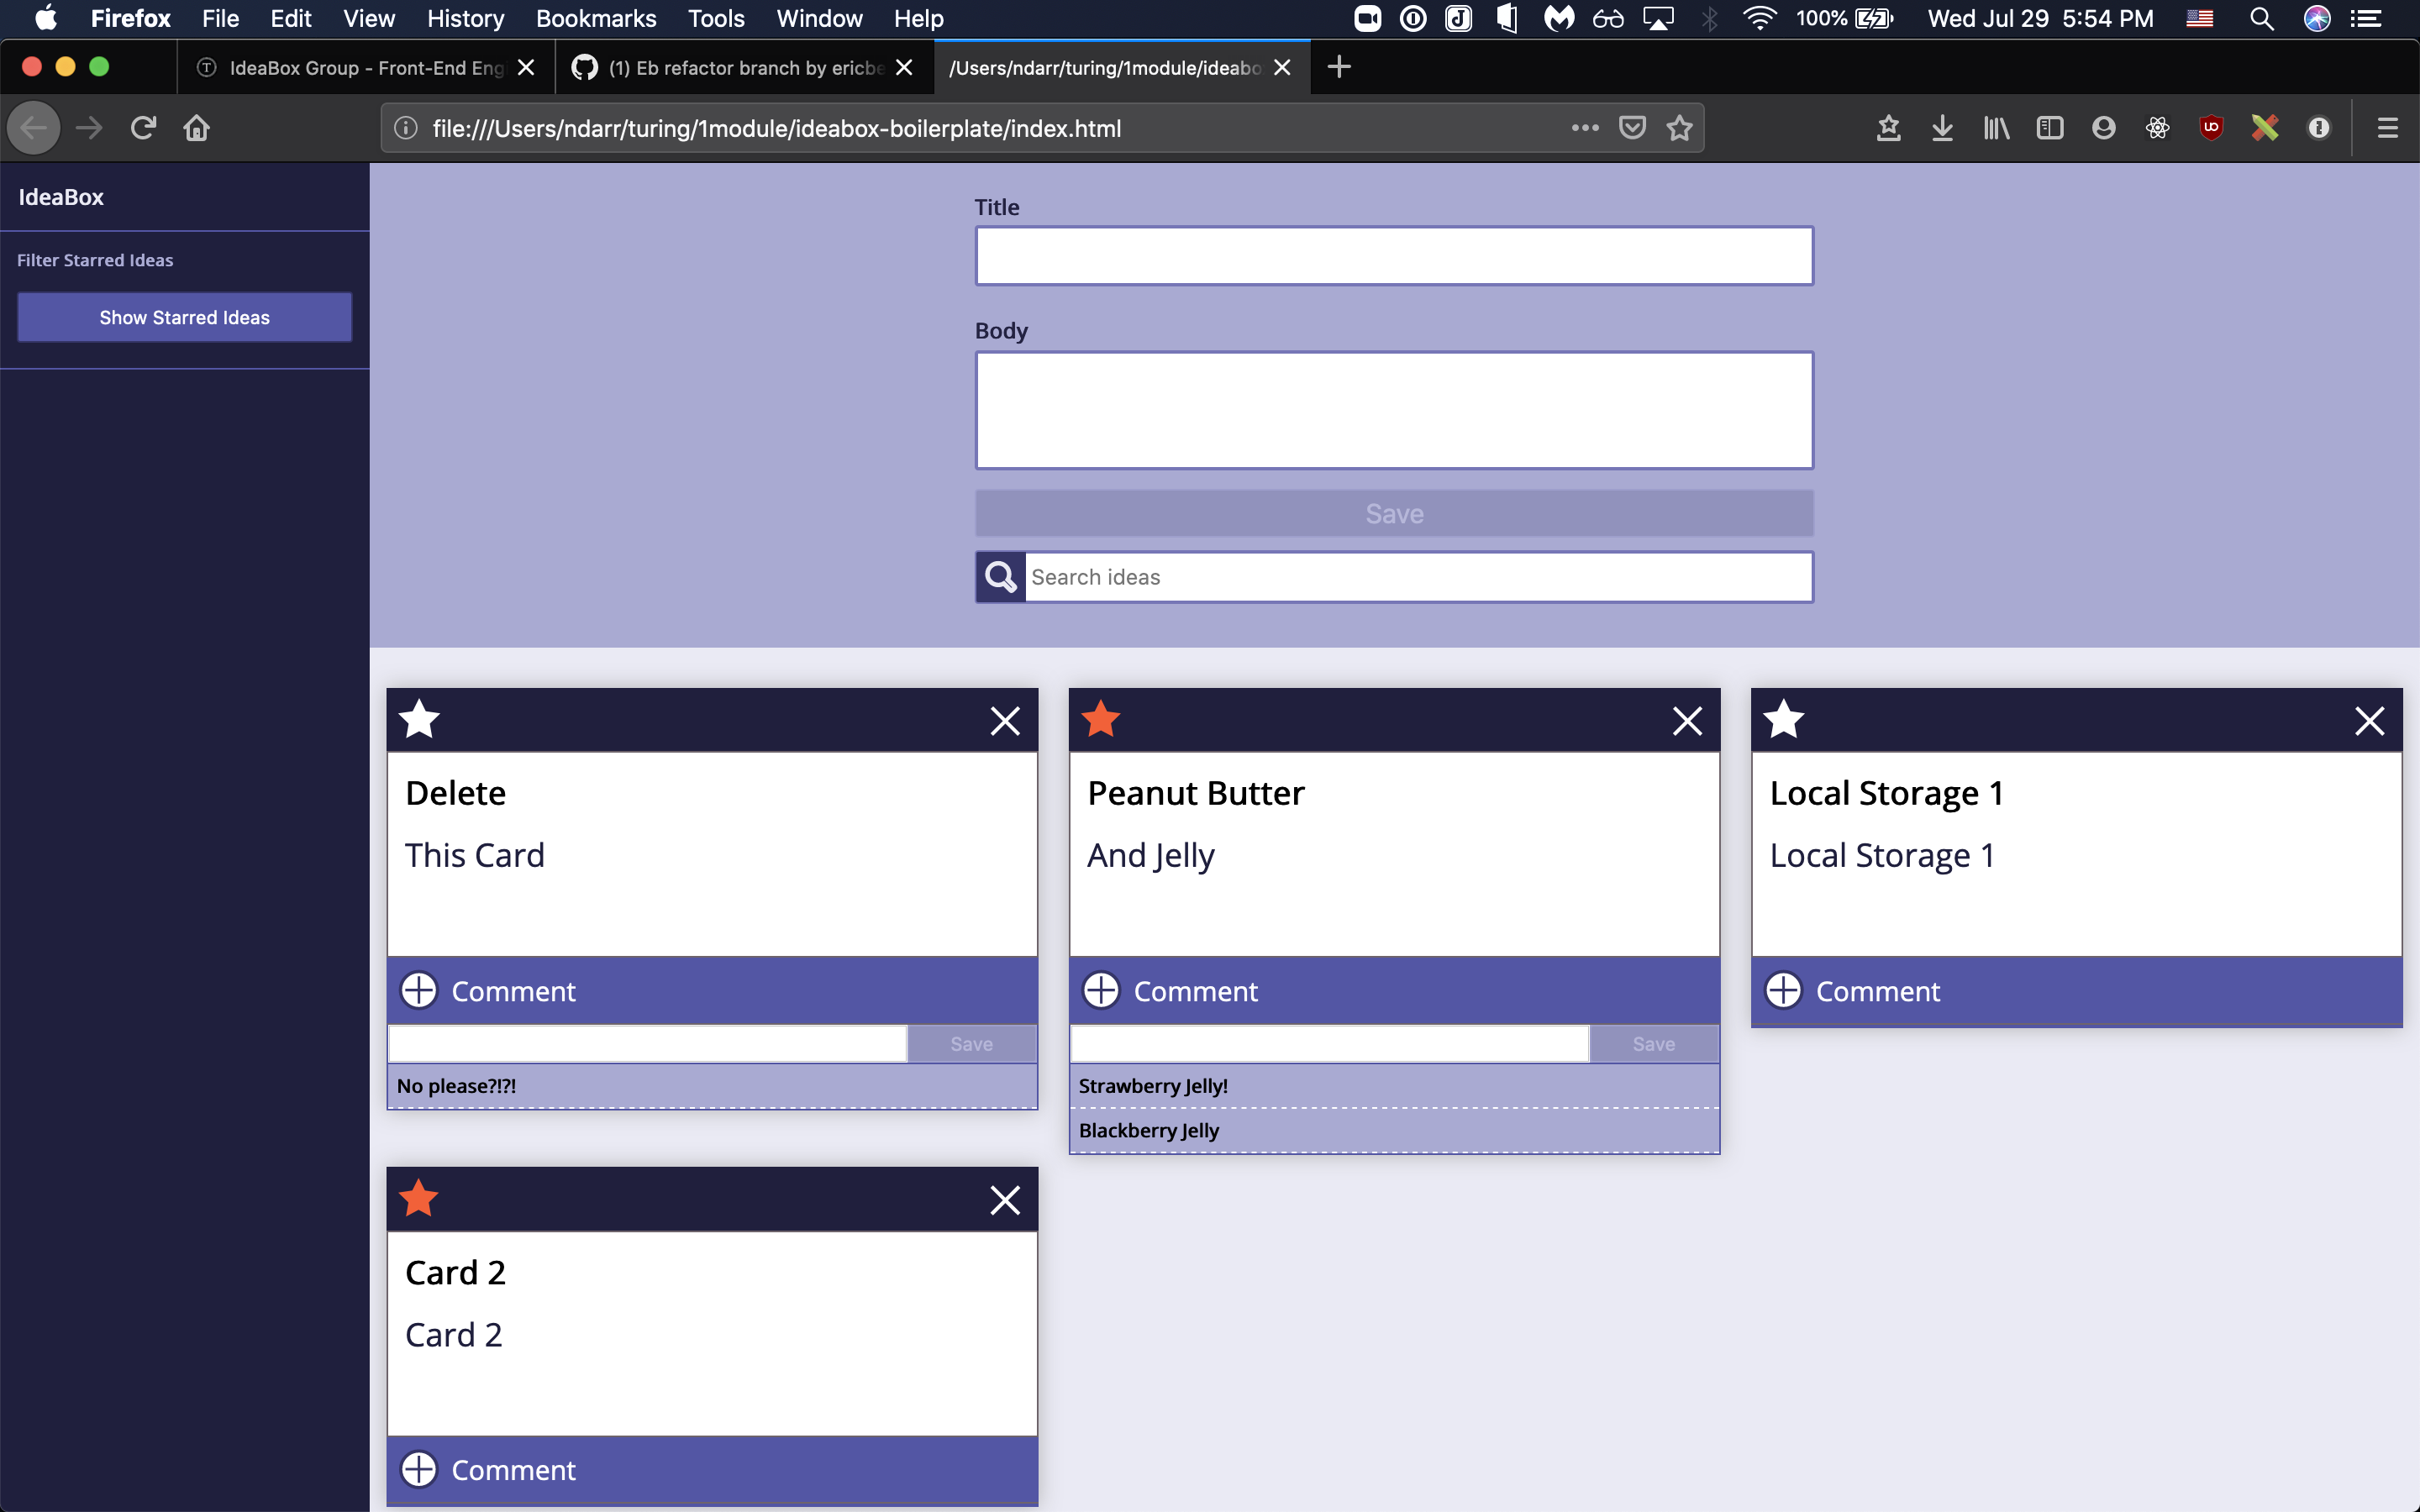 Firefox File Edit View History Bookmarks Tools Window Help 100% Wed Jul 29 5:54 PM
IdeaBox Group - Front-End Eng (1) Eb refactor branch by ericbe /Users/ndarr/turing/1module/ideabo
file:///Users/ndarr/turing/1module/ideabox-boilerplate/index.html
IdeaBox
Filter Starred Ideas
Show Starred Ideas
Title
Body
Save
Search ideas
Delete
This Card
Comment
Save
No please?!?!
Peanut Butter
And Jelly
Comment
Save
Strawberry Jelly!
Blackberry Jelly
Local Storage 1
Local Storage 1
Comment
Card 2
Card 2
Comment